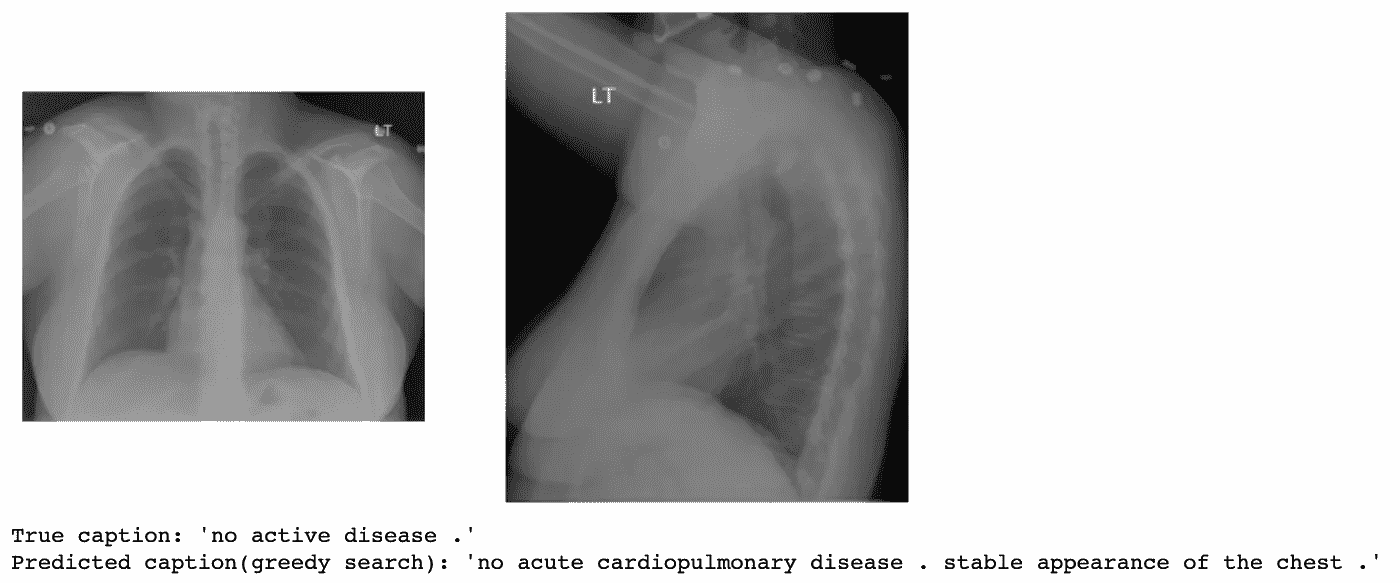 LT
LT
True caption: 'no active disease .'
Predicted caption(greedy search): 'no acute cardiopulmonary disease . stable appearance of the chest .'